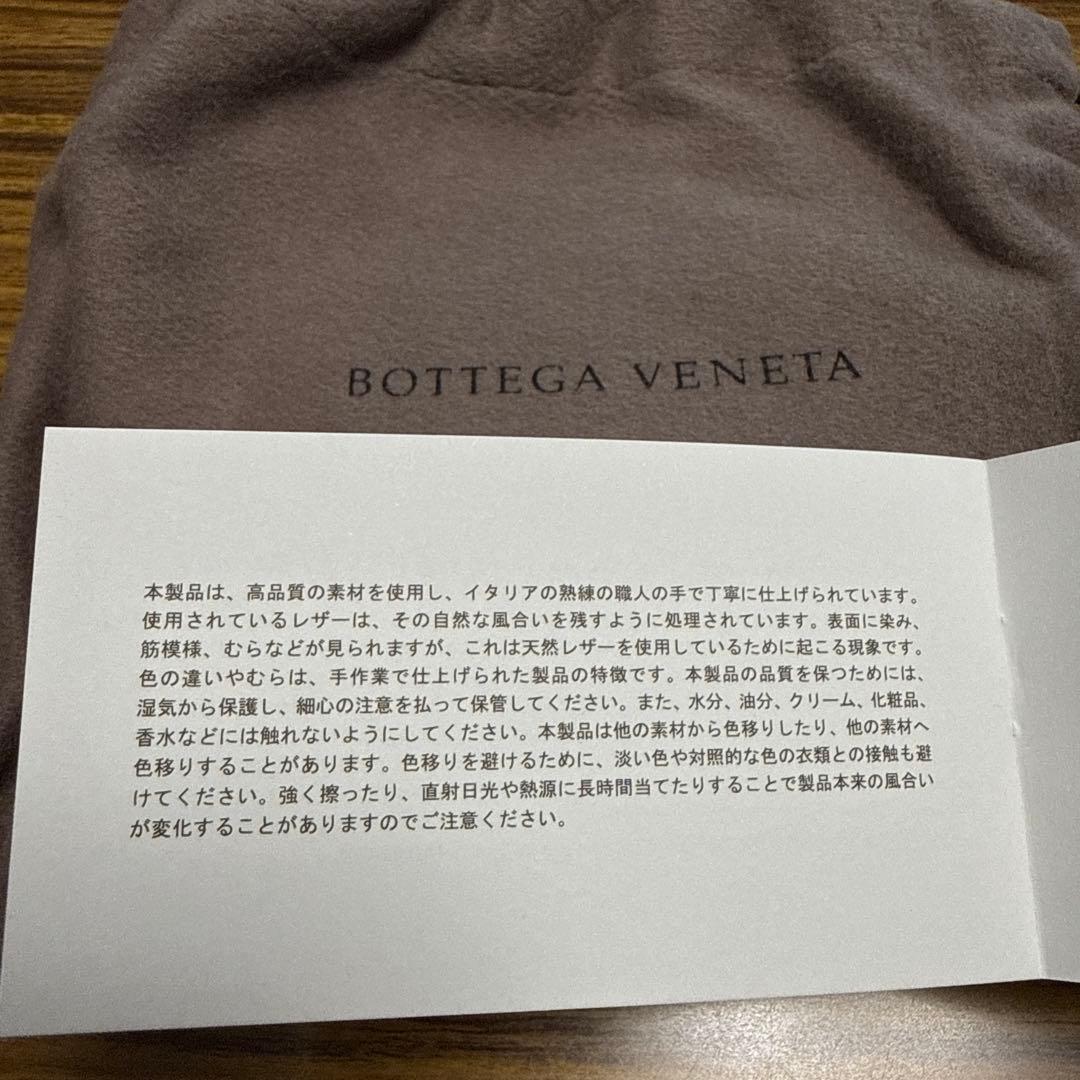 BOTTEGA VENETA
本製品は、高品質の素材を使用し、イタリアの熟練の職人の手で丁寧に仕上げられています。
使用されているレザーは、その自然な風合いを残すように処理されています。表面に染み、
筋模様、むらなどが見られますが、これは天然レザーを使用しているために起こる現象です。
色の違いやむらは、手作業で仕上げられた製品の特徴です。本製品の品質を保つためには、
湿気から保護し、細心の注意を払って保管してください。また、水分、油分、クリーム、化粧品、
香水などには触れないようにしてください。本製品は他の素材から色移りしたり、他の素材へ
色移りすることがあります。色移りを避けるために、淡い色や対照的な色の衣類との接触も避
けてください。強く擦ったり、直射日光や熱源に長時間当てたりすることで製品本来の風合い
が変化することがありますのでご注意ください。